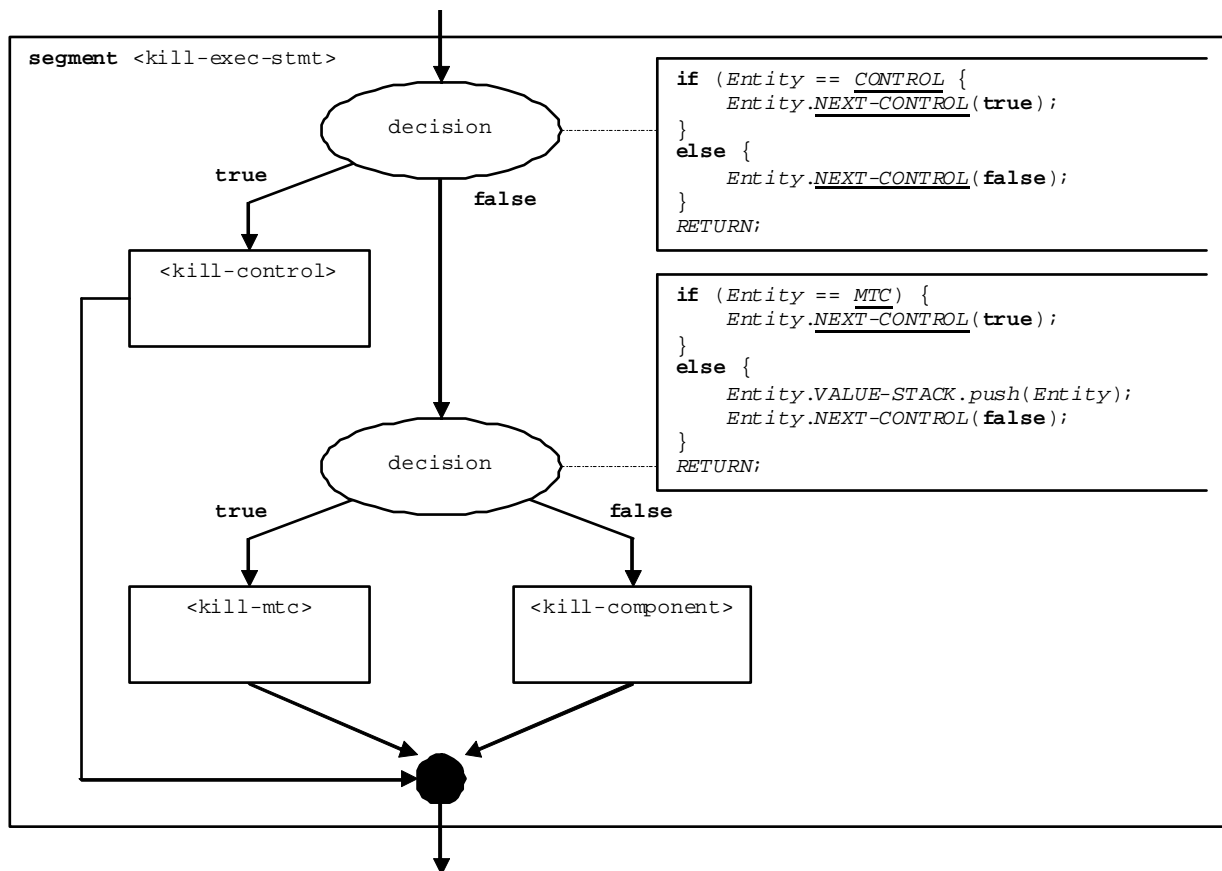 segment <kill-exec-stmt>
if (Entity == CONTROL {
Entity.NEXT-CONTROL(true);
}
else {
Entity.NEXT-CONTROL(false);
}
RETURN;
decision
true
false
<kill-control>
if (Entity == MTC) {
Entity.NEXT-CONTROL(true);
}
else {
Entity.VALUE-STACK.push(Entity);
Entity.NEXT-CONTROL(false);
}
RETURN;
decision
true
false
<kill-mtc>
<kill-component>